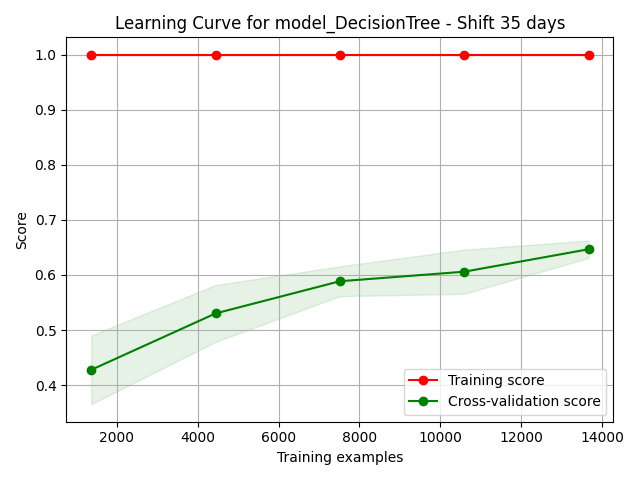 Learning Curve for model_DecisionTree - Shift 35 days
1.0
0.9
0.8
0.7
0.6
0.5
0.4
Score
2000 4000 6000 8000 10000 12000 14000
Training examples
Training score
Cross-validation score